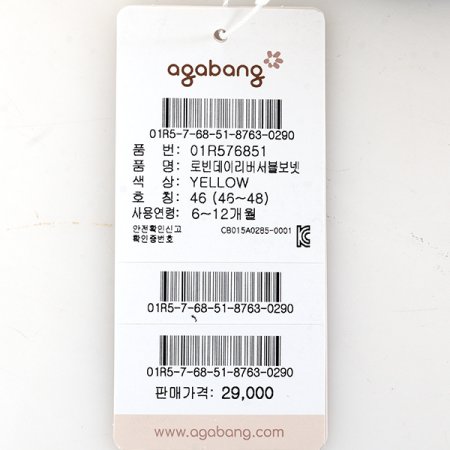 agabang
01R5-7-68-51-8763-0290
품 번: 01R576851
품 명: 로빈데이리버서블보넷
색 상: YELLOW
호 칭: 46 (46~48)
사용연령: 6~12개월
안전확인신고
확인증번호 CB015A0285-0001
01R5-7-68-51-8763-0290
01R5-7-68-51-8763-0290
판매가격: 29,000
www.agabang.com